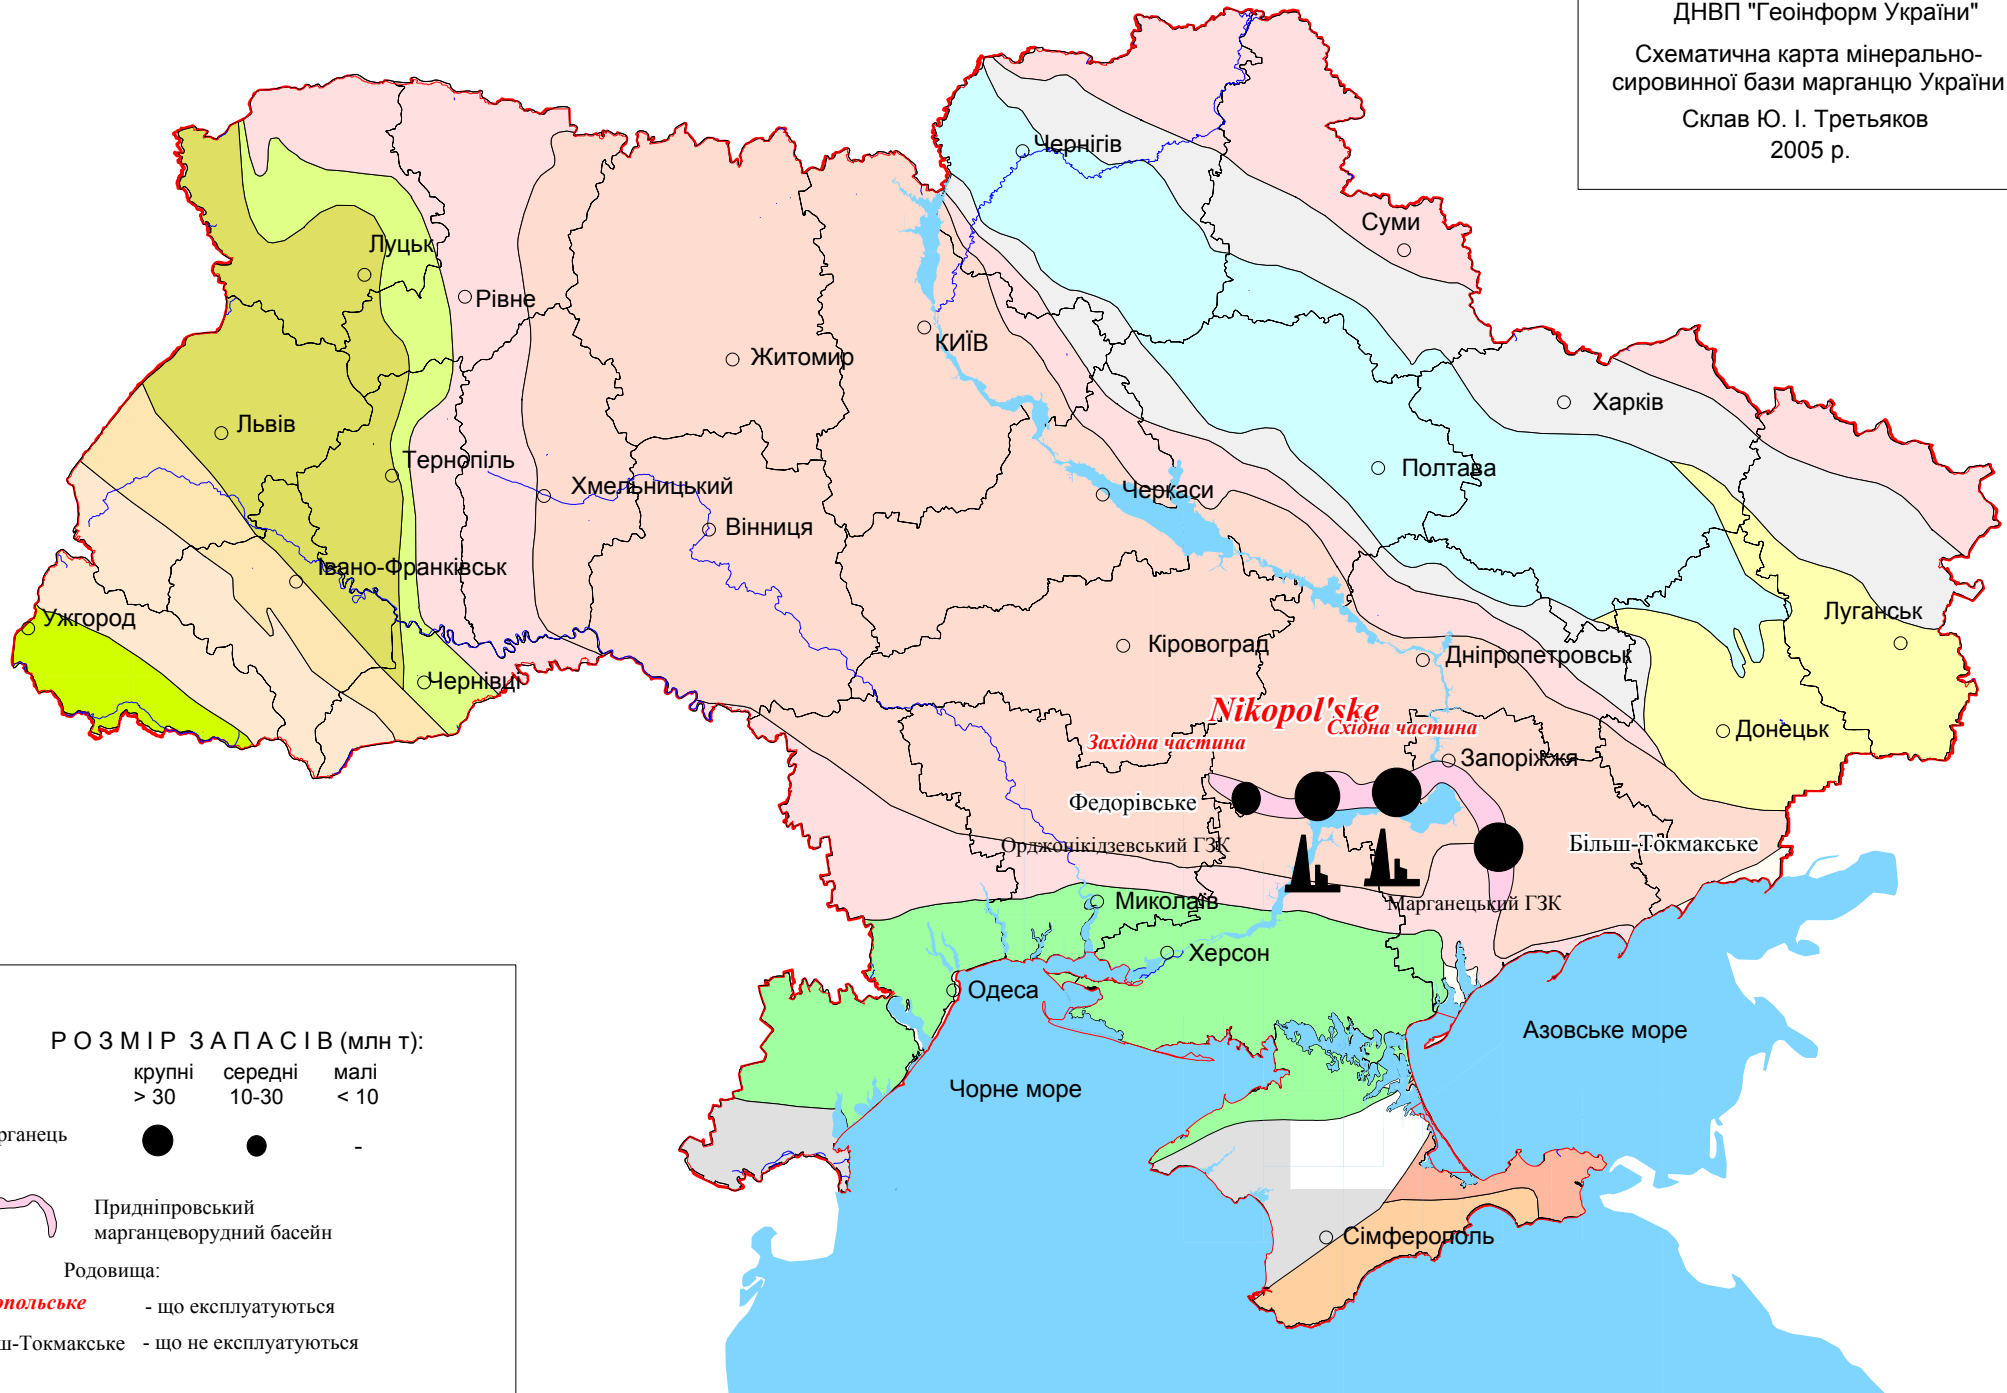 ДНВП "Геоінформ України"
Схематична карта мінерально-
сировинної бази марганцю України
Склав Ю. І. Третьяков
2005 р.
Чернігів
Суми
Луцьк
Рівне
КИЇВ
Житомир
Харків
Львів
Тернопіль
Полтава
Хмельницький
Черкаси
Вінниця
Івано-Франківськ
Ужгород
Луганськ
Кіровоград
Дніпропетровськ
Чернівці
Nikopol'ske
Східна частина
Західна частина
Донецьк
Запоріжжя
Федорівське
Орджонікідзевський ГЗК
Більш-Токмакське
Марганецький ГЗК
Миколаїв
Херсон
Одеса
Азовське море
Чорне море
Сімферополь
Р О З М І Р З А П А С І В (млн т):
крупні середні малі
> 30 10-30 < 10
рганець -
Придніпровський
марганцеворудний басейн
Родовища:
опольське - що експлуатуються
ш-Токмакське - що не експлуатуються